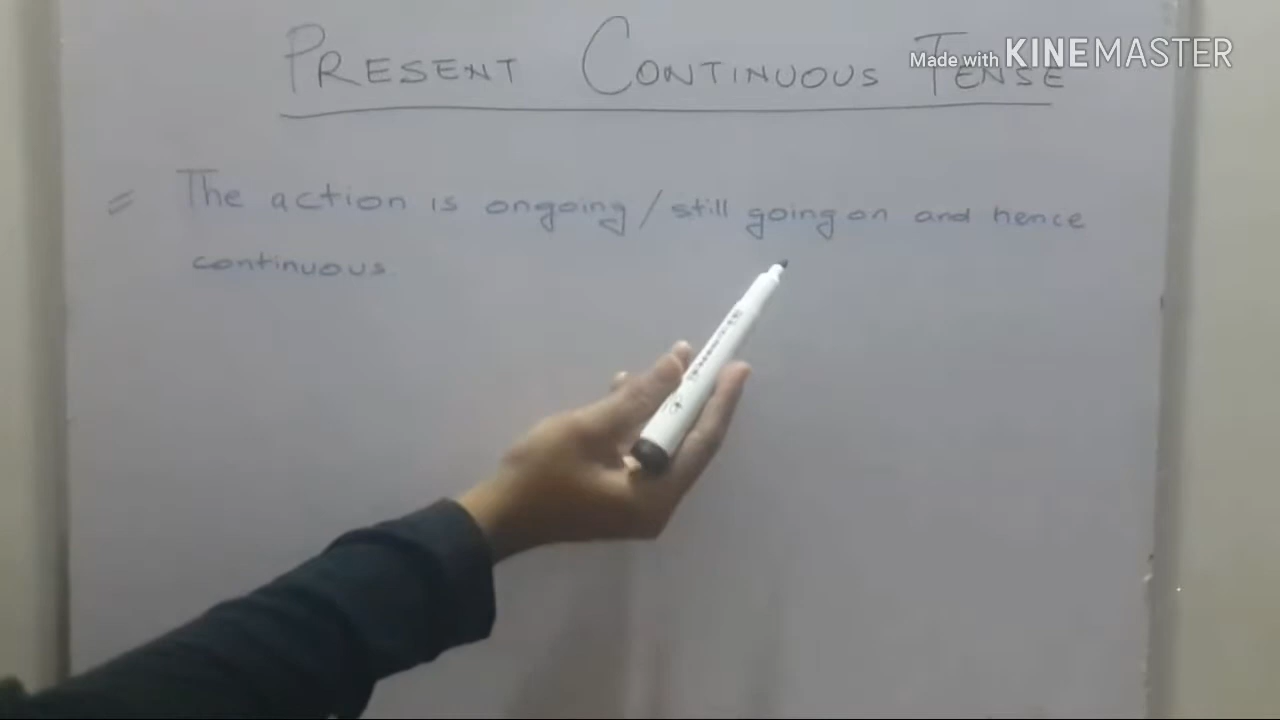 PRESENT CONTINUOUS TENSE
Made with KINEMASTER
= The action is ongoing / still going on and hence
continuous.